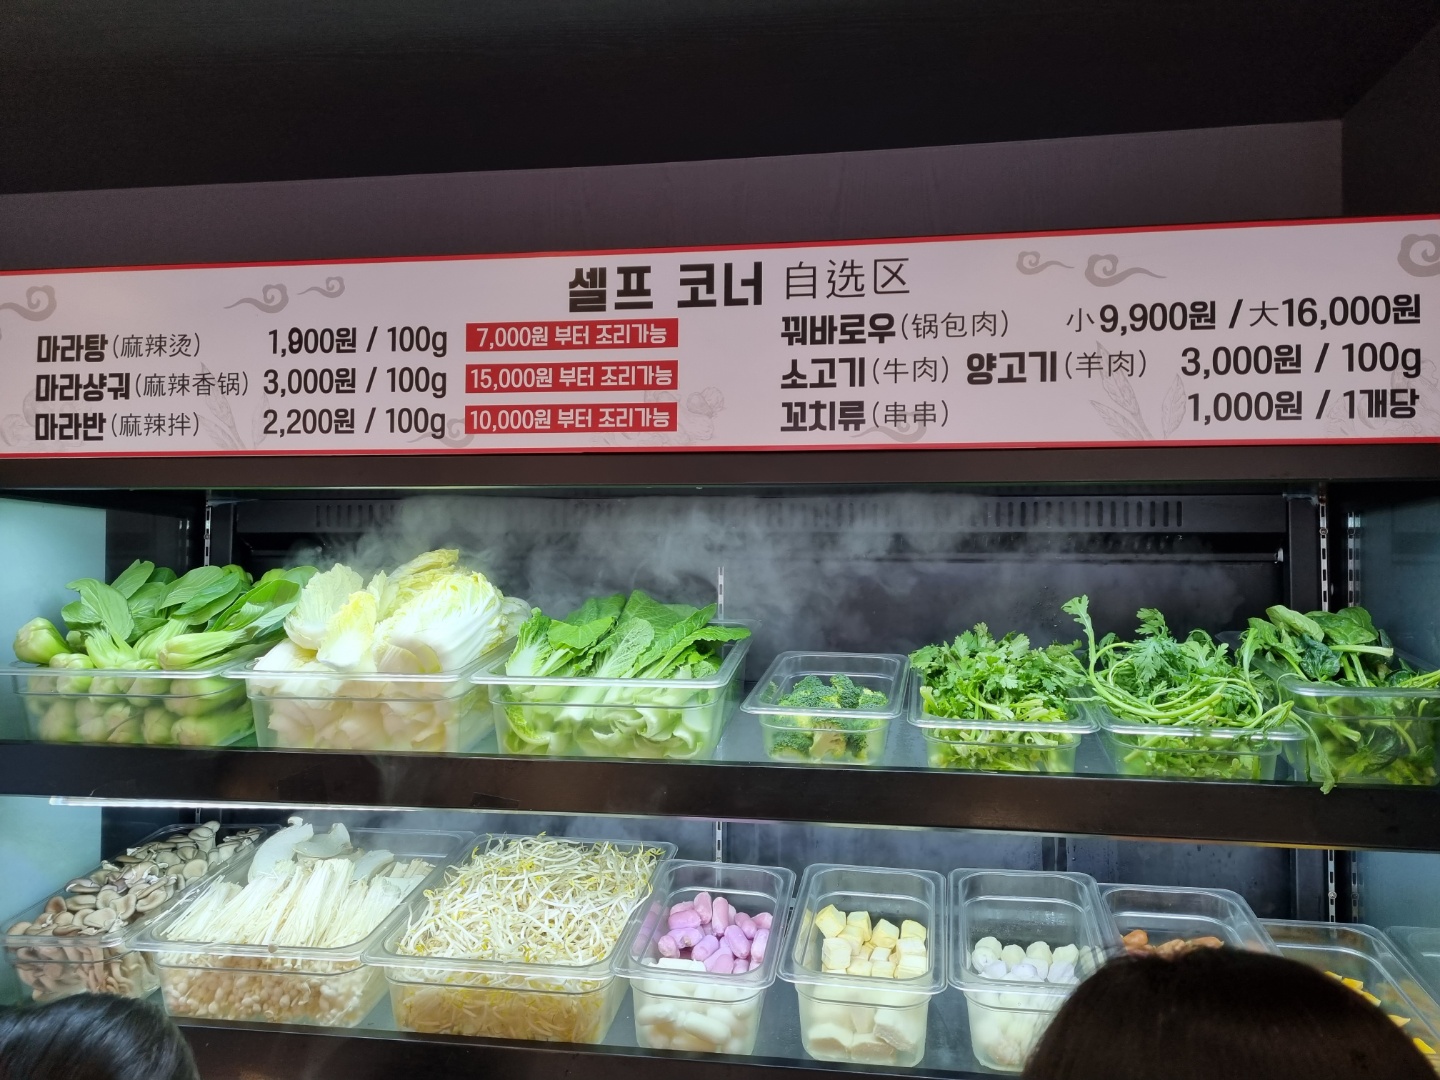 셀프 코너 自选区
마라탕(麻辣烫) 1,900원 / 100g 7,000원 부터 조리가능
마라샹궈(麻辣香锅) 3,000원 / 100g 15,000원 부터 조리가능
마라반(麻辣拌) 2,200원 / 100g 10,000원 부터 조리가능
꿔바로우(锅包肉) 小9,900원 / 大16,000원
소고기(牛肉) 양고기(羊肉) 3,000원 / 100g
꼬치류(串串) 1,000원 / 1개당